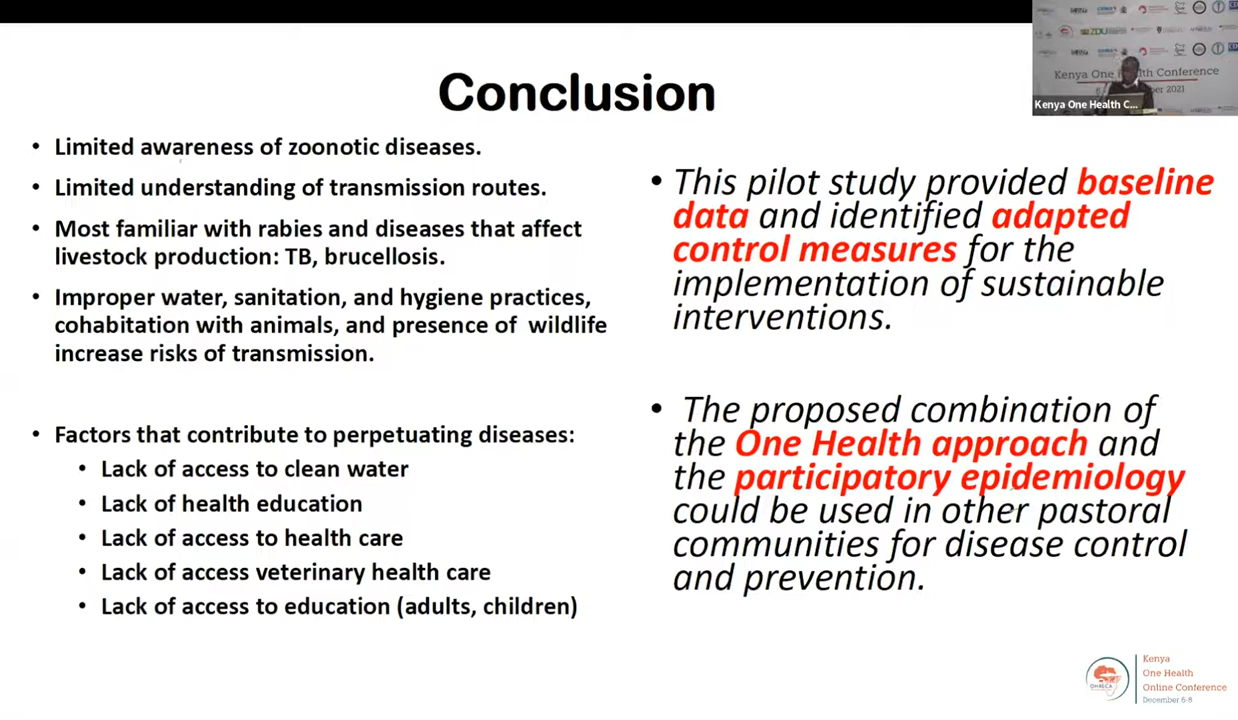 Conclusion
• Limited awareness of zoonotic diseases.
• Limited understanding of transmission routes.
• Most familiar with rabies and diseases that affect
livestock production: TB, brucellosis.
• Improper water, sanitation, and hygiene practices,
cohabitation with animals, and presence of wildlife
increase risks of transmission.
• Factors that contribute to perpetuating diseases:
• Lack of access to clean water
• Lack of health education
• Lack of access to health care
• Lack of access veterinary health care
• Lack of access to education (adults, children)
• This pilot study provided baseline
data and identified adapted
control measures for the
implementation of sustainable
interventions.
• The proposed combination of
the One Health approach and
the participatory epidemiology
could be used in other pastoral
communities for disease control
and prevention.
ZDU
Kenya One Health Conference
2021
Kenya One Health C...
OHRECA
Kenya
One Health
Online Conference
December 6-8